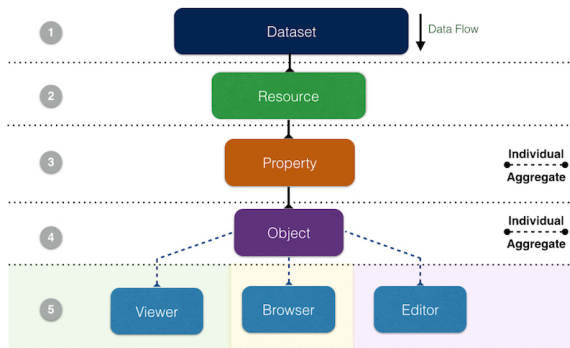 1
Dataset
Data Flow
2
Resource
3
Property
Individual
Aggregate
4
Object
Individual
Aggregate
5
Viewer
Browser
Editor